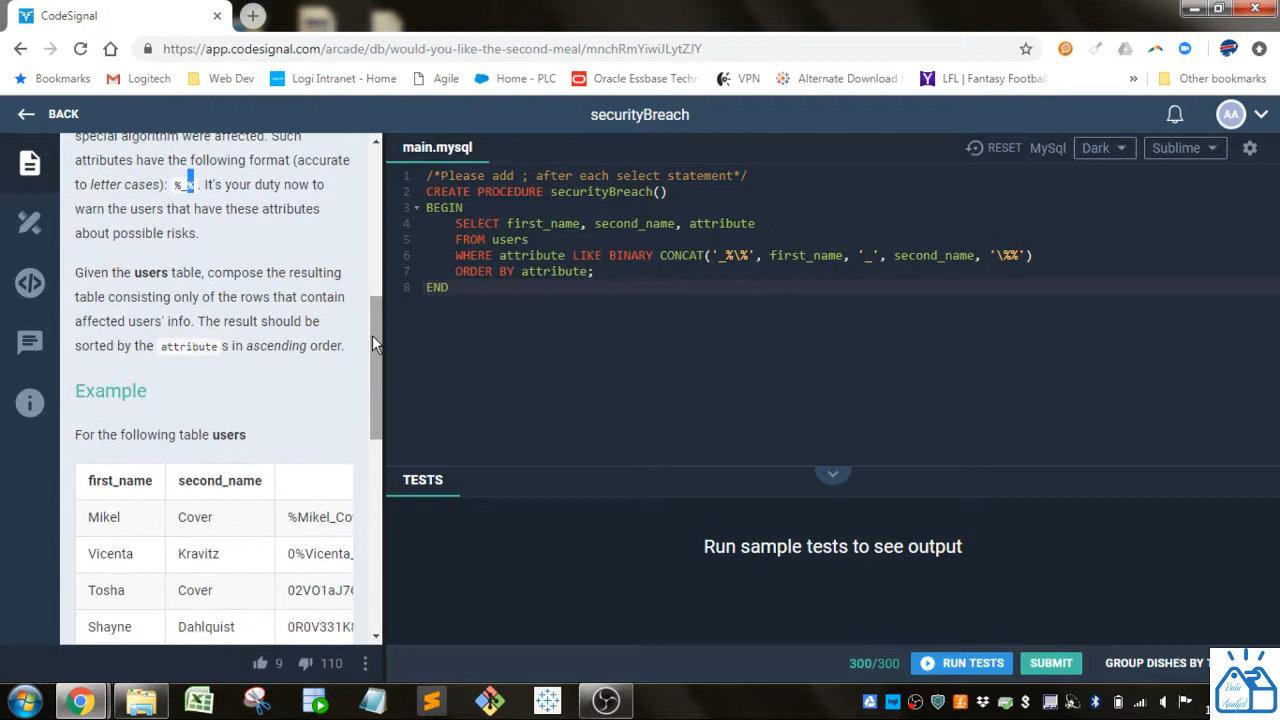 CodeSignal
https://app.codesignal.com/arcade/db/would-you-like-the-second-meal/mnchRmYiwiJLytZJY
Bookmarks Logitech Web Dev Logi Intranet - Home Agile Home - PLC Oracle Essbase Techn VPN Alternate Download LFL | Fantasy Football » Other bookmarks
BACK
securityBreach
AA
special algorithm were affected. Such
attributes have the following format (accurate
to letter cases): %_% . It's your duty now to
warn the users that have these attributes
about possible risks.
Given the users table, compose the resulting
table consisting only of the rows that contain
affected users' info. The result should be
sorted by the attribute s in ascending order.
Example
For the following table users
first_name second_name
Mikel Cover %Mikel_Co
Vicenta Kravitz 0%Vicenta_
Tosha Cover 02VO1aJ76
Shayne Dahlquist 0R0V331K8
9 110
main.mysql
RESET MySql Dark Sublime
1 /*Please add ; after each select statement*/
2 CREATE PROCEDURE securityBreach()
3 BEGIN
4 SELECT first_name, second_name, attribute
5 FROM users
6 WHERE attribute LIKE BINARY CONCAT('_%\%', first_name, '_', second_name, '\%%')
7 ORDER BY attribute;
8 END
TESTS
Run sample tests to see output
300/300 RUN TESTS SUBMIT GROUP DISHES BY T
Data
Analyst